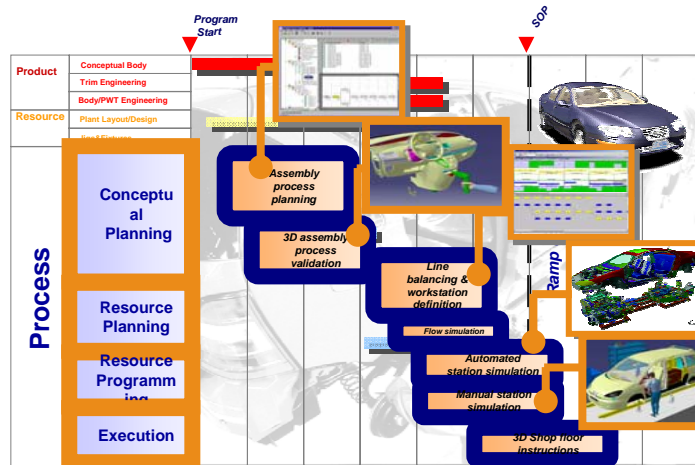 Program
Start
SOP
Product
Conceptual Body
Trim Engineering
Body/PWT Engineering
Resource
Plant Layout/Design
Process
Conceptu
al
Planning
Resource
Planning
Resource
Programm
ing
Execution
Assembly
process
planning
3D assembly
process
validation
Line
balancing &
workstation
definition
Flow simulation
Automated
station simulation
Manual station
simulation
3D Shop floor
instructions
Ramp